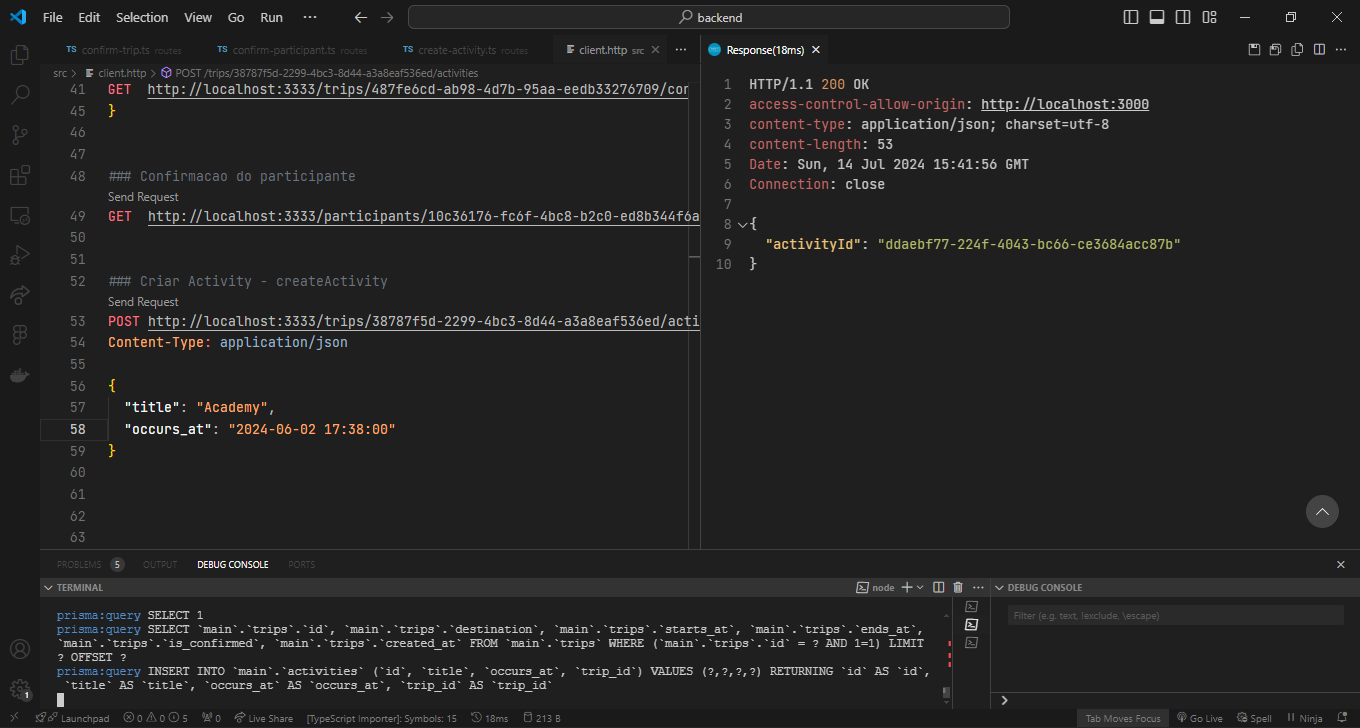 File Edit Selection View Go Run ··· backend
TS confirm-trip.ts routes TS confirm-participant.ts routes TS create-activity.ts routes client.http src
src > client.http > POST /trips/38787f5d-2299-4bc3-8d44-a3a8eaf536ed/activities
41 GET http://localhost:3333/trips/487fe6cd-ab98-4d7b-95aa-eedb33276709/cor
45 }
46
47
48 ### Confirmacao do participante
Send Request
49 GET http://localhost:3333/participants/10c36176-fc6f-4bc8-b2c0-ed8b344f6a
50
51
52 ### Criar Activity - createActivity
Send Request
53 POST http://localhost:3333/trips/38787f5d-2299-4bc3-8d44-a3a8eaf536ed/acti
54 Content-Type: application/json
55
56 {
57 "title": "Academy",
58 "occurs_at": "2024-06-02 17:38:00"
59 }
60
61
62
63
Response(18ms)
1 HTTP/1.1 200 OK
2 access-control-allow-origin: http://localhost:3000
3 content-type: application/json; charset=utf-8
4 content-length: 53
5 Date: Sun, 14 Jul 2024 15:41:56 GMT
6 Connection: close
7
8 {
9 "activityId": "ddaebf77-224f-4043-bc66-ce3684acc87b"
10 }
PROBLEMS 5 OUTPUT DEBUG CONSOLE PORTS
TERMINAL node
prisma:query SELECT 1
prisma:query SELECT `main`.`trips`.`id`, `main`.`trips`.`destination`, `main`.`trips`.`starts_at`, `main`.`trips`.`ends_at`,
`main`.`trips`.`is_confirmed`, `main`.`trips`.`created_at` FROM `main`.`trips` WHERE (`main`.`trips`.`id` = ? AND 1=1) LIMIT
? OFFSET ?
prisma:query INSERT INTO `main`.`activities` (`id`, `title`, `occurs_at`, `trip_id`) VALUES (?,?,?,?) RETURNING `id` AS `id`,
`title` AS `title`, `occurs_at` AS `occurs_at`, `trip_id` AS `trip_id`
DEBUG CONSOLE
Filter (e.g. text, !exclude, \escape)
1
Launchpad 0 0 5 0 Live Share [TypeScript Importer]: Symbols: 15 18ms 213 B Tab Moves Focus Go Live Spell Ninja